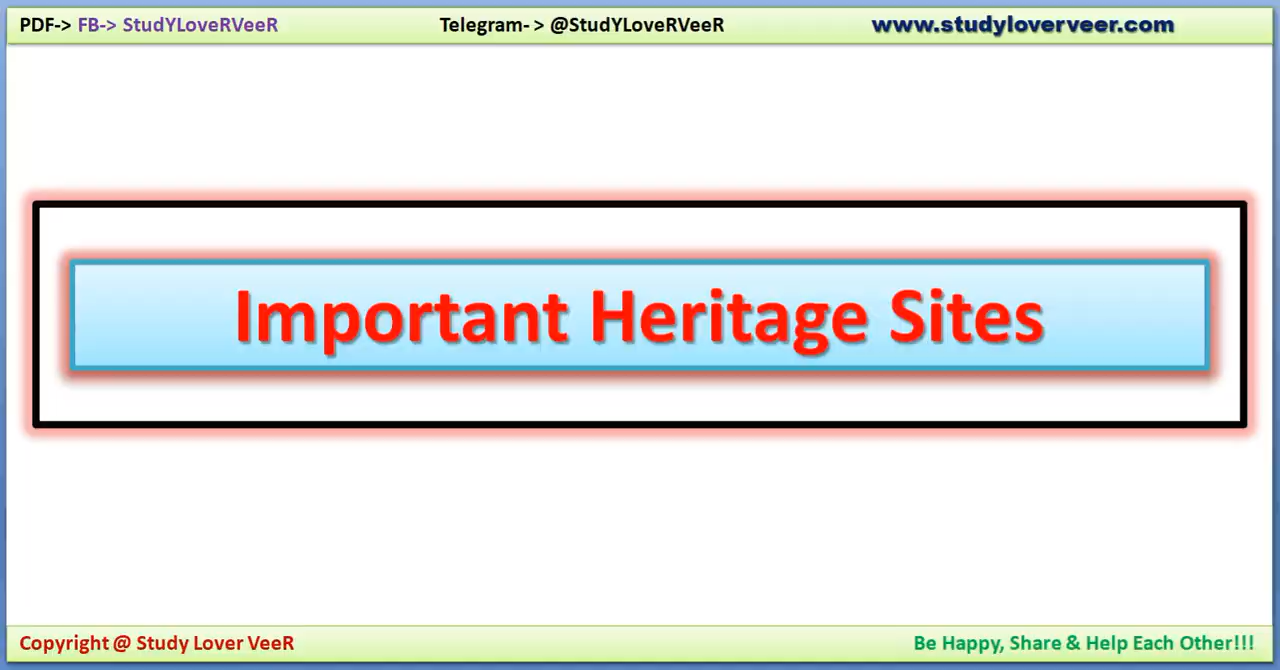 PDF-> FB-> StudYLoveRVeeR Telegram- > @StudYLoveRVeeR www.studyloverveer.com
Important Heritage Sites
Copyright @ Study Lover VeeR Be Happy, Share & Help Each Other!!!